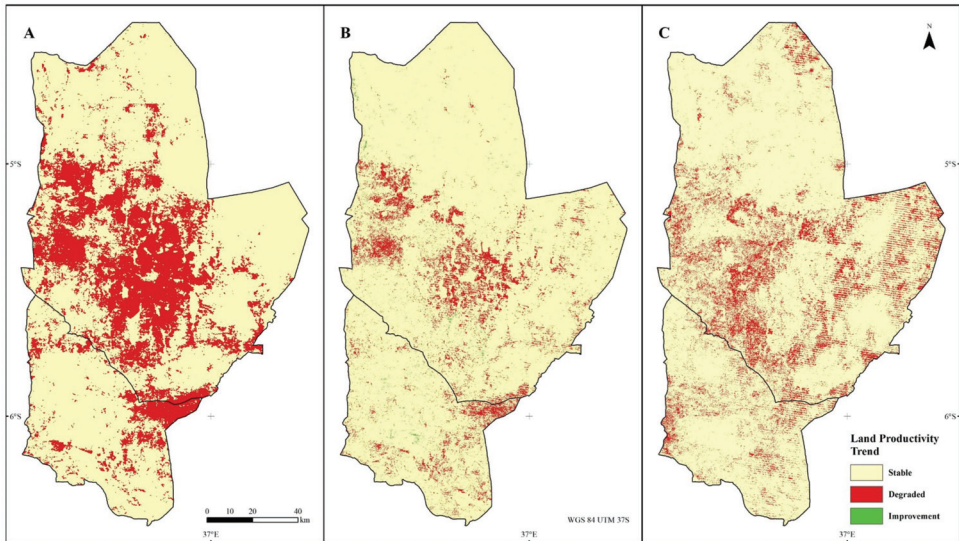 A
B
C
N
5°S
5°S
6°S
6°S
Land Productivity
Trend
Stable
Degraded
Improvement
0 10 20 40
km
WGS 84 UTM 37S
37°E
37°E
37°E